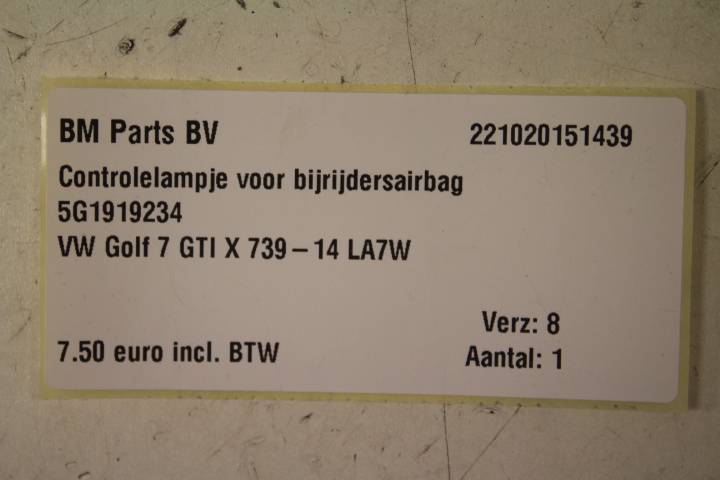 BM Parts BV 221020151439
Controlelampje voor bijrijdersairbag
5G1919234
VW Golf 7 GTI X 739 – 14 LA7W
Verz: 8
7.50 euro incl. BTW Aantal: 1